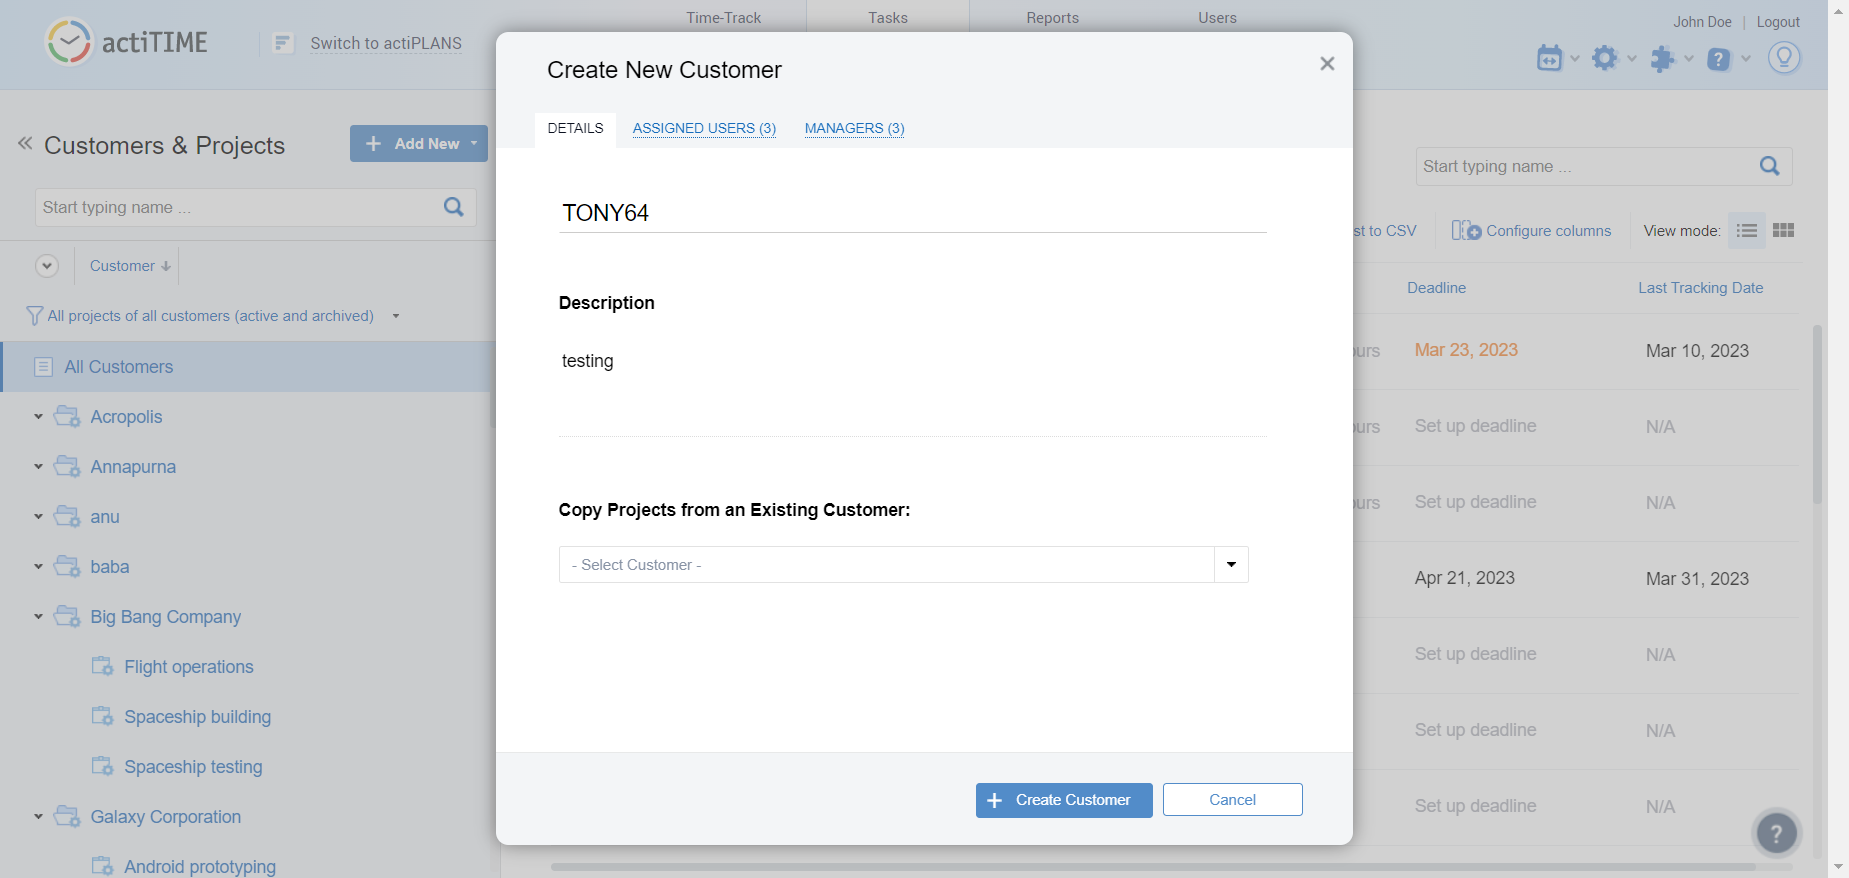 Time-Track
Tasks
Reports
Users
John Doe | Logout
actiTIME
Switch to actiPLANS
Customers & Projects
Add New
Start typing name ...
Customer
All projects of all customers (active and archived)
All Customers
Acropolis
Annapurna
anu
baba
Big Bang Company
Flight operations
Spaceship building
Spaceship testing
Galaxy Corporation
Android prototyping
Create New Customer
DETAILS
ASSIGNED USERS (3)
MANAGERS (3)
TONY64
Description
testing
Copy Projects from an Existing Customer:
- Select Customer -
Create Customer
Cancel
Start typing name ...
st to CSV
Configure columns
View mode:
Deadline
Last Tracking Date
ours
Mar 23, 2023
Mar 10, 2023
ours
Set up deadline
N/A
ours
Set up deadline
N/A
Apr 21, 2023
Mar 31, 2023
Set up deadline
N/A
Set up deadline
N/A
Set up deadline
N/A
?